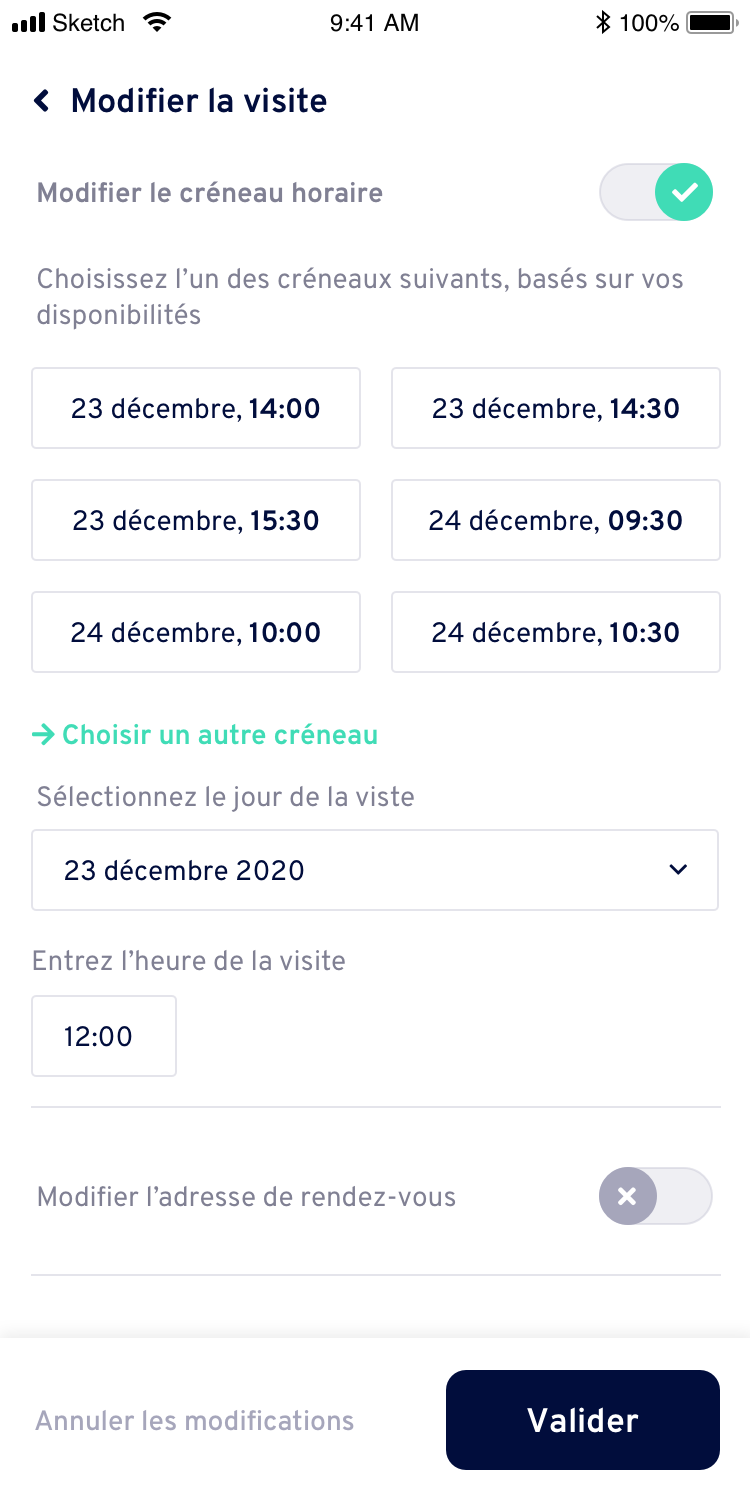 Sketch 9:41 AM 100%
Modifier la visite
Modifier le créneau horaire
Choisissez l’un des créneaux suivants, basés sur vos
disponibilités
23 décembre, 14:00
23 décembre, 14:30
23 décembre, 15:30
24 décembre, 09:30
24 décembre, 10:00
24 décembre, 10:30
Choisir un autre créneau
Sélectionnez le jour de la viste
23 décembre 2020
Entrez l’heure de la visite
12:00
Modifier l’adresse de rendez-vous
Annuler les modifications
Valider